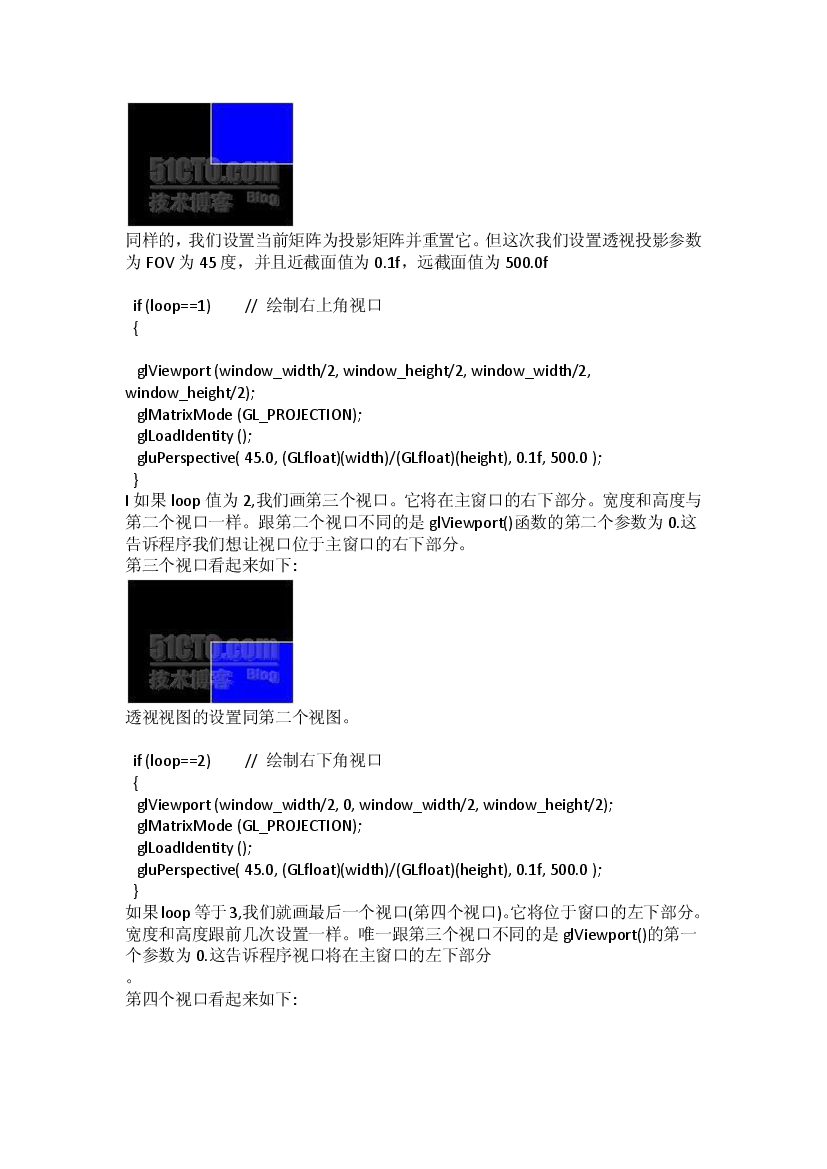 51CTO.com
技术博客 Blog
同样的，我们设置当前矩阵为投影矩阵并重置它。但这次我们设置透视投影参数
为 FOV 为 45 度，并且近截面值为 0.1f，远截面值为 500.0f
if (loop==1) // 绘制右上角视口
{
glViewport (window_width/2, window_height/2, window_width/2,
window_height/2);
glMatrixMode (GL_PROJECTION);
glLoadIdentity ();
gluPerspective( 45.0, (GLfloat)(width)/(GLfloat)(height), 0.1f, 500.0 );
}
I 如果 loop 值为 2,我们画第三个视口。它将在主窗口的右下部分。宽度和高度与
第二个视口一样。跟第二个视口不同的是 glViewport()函数的第二个参数为 0.这
告诉程序我们想让视口位于主窗口的右下部分。
第三个视口看起来如下:
51CTO.com
技术博客 Blog
透视视图的设置同第二个视图。
if (loop==2) // 绘制右下角视口
{
glViewport (window_width/2, 0, window_width/2, window_height/2);
glMatrixMode (GL_PROJECTION);
glLoadIdentity ();
gluPerspective( 45.0, (GLfloat)(width)/(GLfloat)(height), 0.1f, 500.0 );
}
如果 loop 等于 3,我们就画最后一个视口(第四个视口)。它将位于窗口的左下部分。
宽度和高度跟前几次设置一样。唯一跟第三个视口不同的是 glViewport()的第一
个参数为 0.这告诉程序视口将在主窗口的左下部分
。
第四个视口看起来如下: